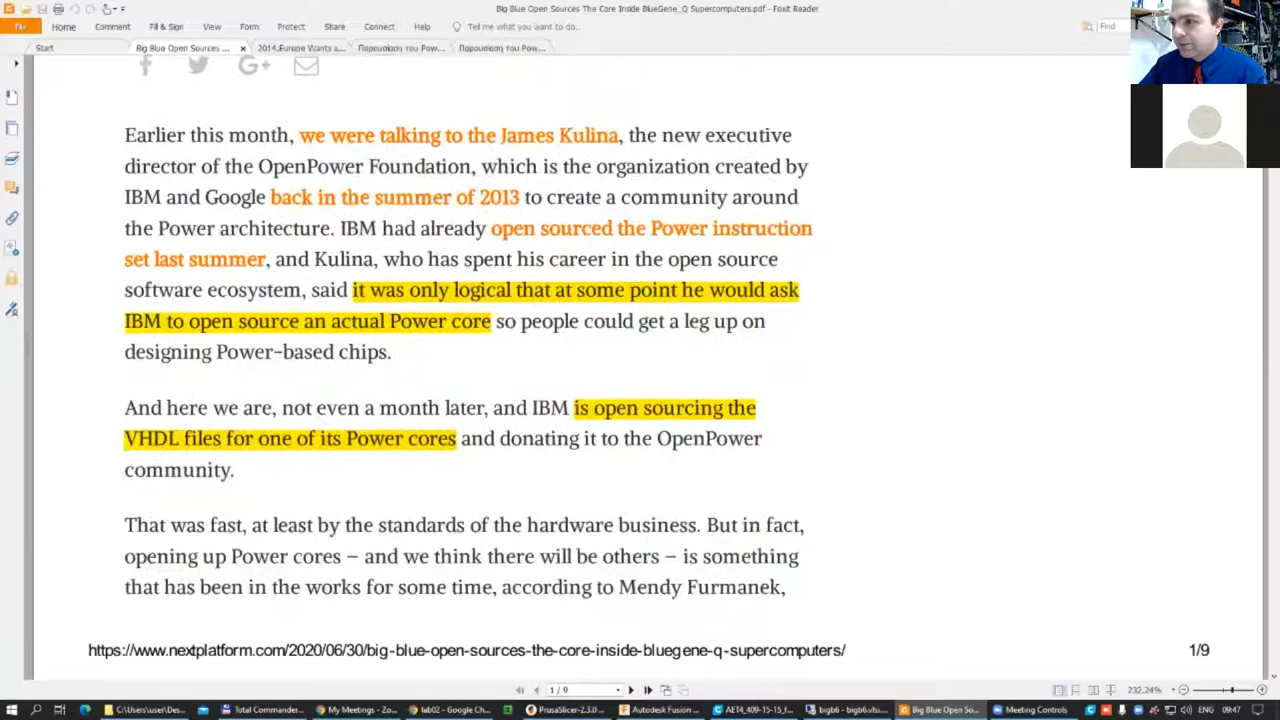 Big Blue Open Sources The Core Inside BlueGene_Q Supercomputers.pdf - Foxit Reader
File Home Comment Fill & Sign View Form Protect Share Connect Help Tell me what you want to do.. Find
Start Big Blue Open Sources ... 2014.Europe Wants a... Παρουσίαση του Pow... Παρουσίαση του Pow...
Earlier this month, we were talking to the James Kulina, the new executive
director of the OpenPower Foundation, which is the organization created by
IBM and Google back in the summer of 2013 to create a community around
the Power architecture. IBM had already open sourced the Power instruction
set last summer, and Kulina, who has spent his career in the open source
software ecosystem, said it was only logical that at some point he would ask
IBM to open source an actual Power core so people could get a leg up on
designing Power-based chips.
And here we are, not even a month later, and IBM is open sourcing the
VHDL files for one of its Power cores and donating it to the OpenPower
community.
That was fast, at least by the standards of the hardware business. But in fact,
opening up Power cores – and we think there will be others – is something
that has been in the works for some time, according to Mendy Furmanek,
https://www.nextplatform.com/2020/06/30/big-blue-open-sources-the-core-inside-bluegene-q-supercomputers/ 1/9
1 / 9 232.24%
C:\Users\user\Des... Total Commander... My Meetings - Zo... lab02 - Google Ch... PrusaSlicer-2.3.0 ... Autodesk Fusion ... AET4_409-15-15_f... bigb6 - bigb6.vlsi... Big Blue Open So... Meeting Controls ENG 09:47